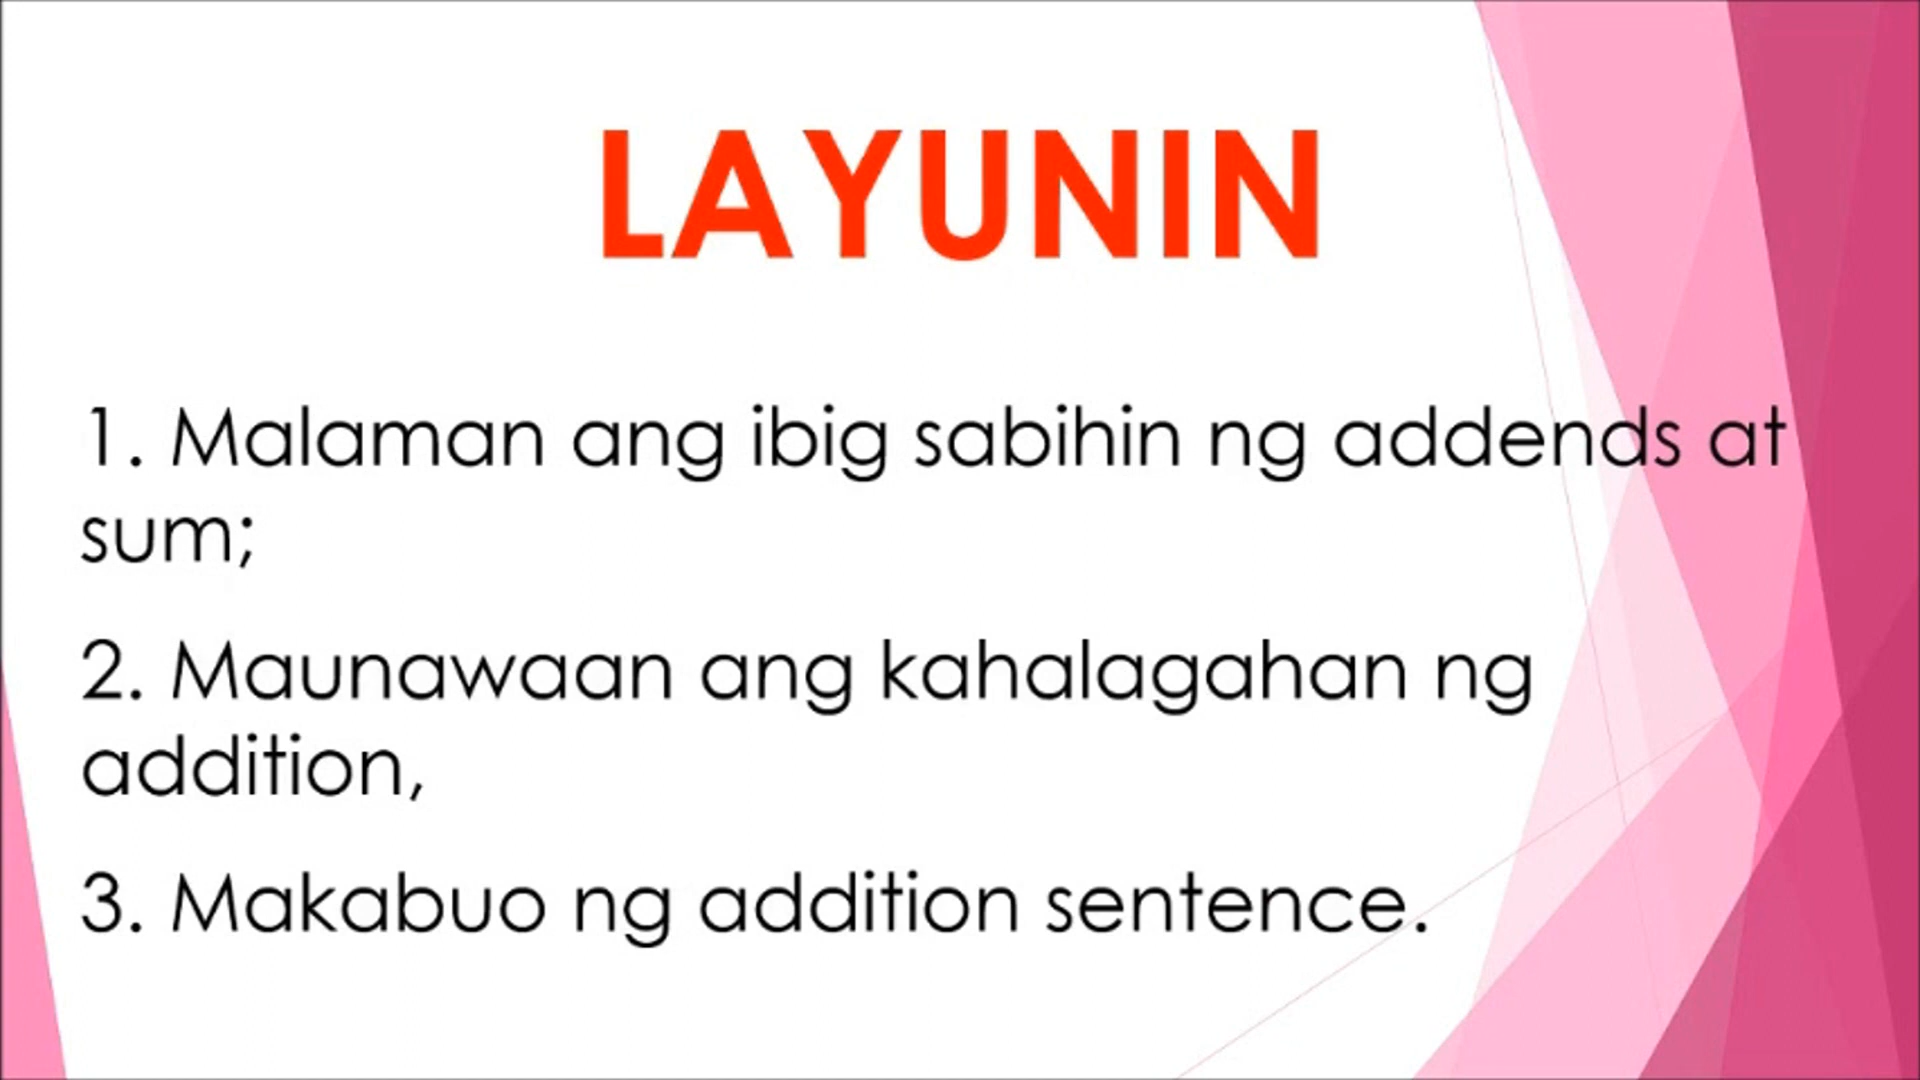 LAYUNIN
1. Malaman ang ibig sabihin ng addends at
sum;
2. Maunawaan ang kahalagahan ng
addition,
3. Makabuo ng addition sentence.